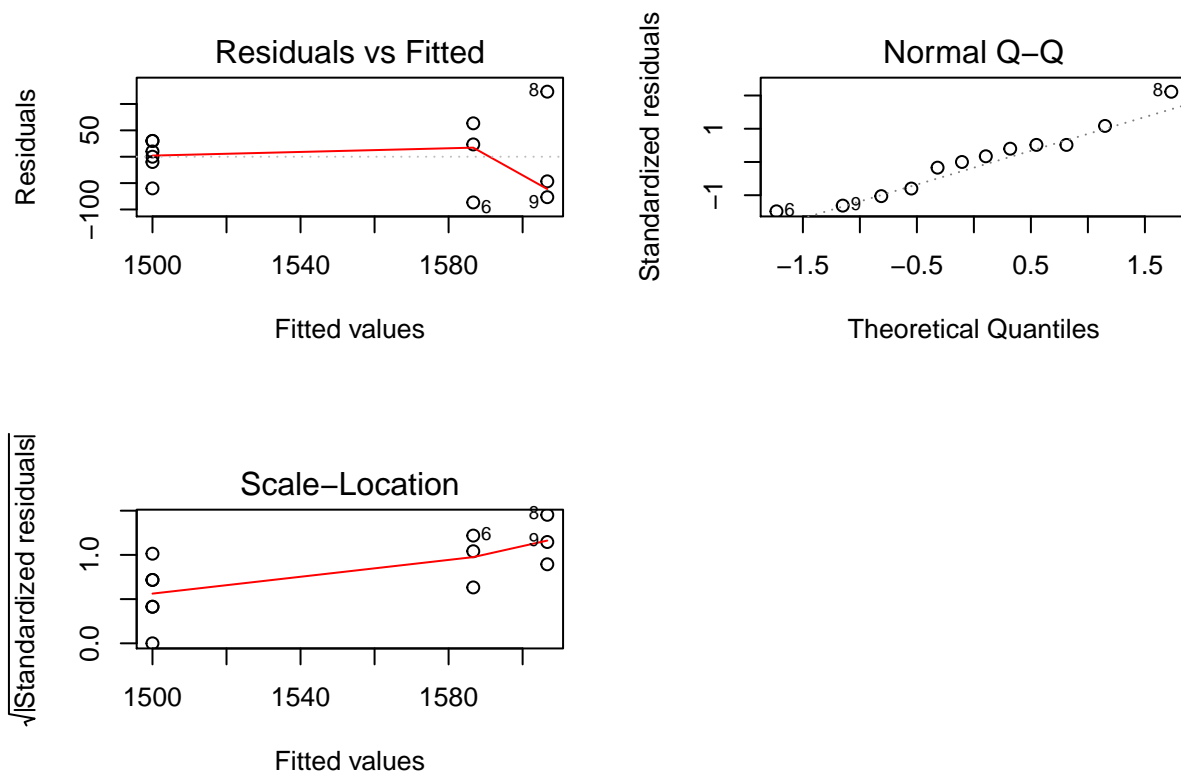 Residuals vs Fitted
Residuals
50
−100
8
6
9
1500 1540 1580
Fitted values
Normal Q−Q
Standardized residuals
1
−1
8
6
9
−1.5 −0.5 0.5 1.5
Theoretical Quantiles
Scale−Location
√|Standardized residuals|
1.0
0.0
8
6
9
1500 1540 1580
Fitted values